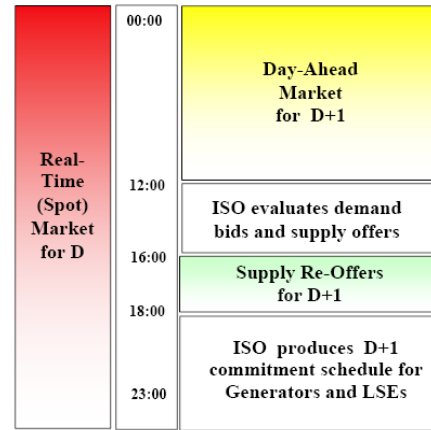 Real-
Time
(Spot)
Market
for D
00:00
12:00
16:00
18:00
23:00
Day-Ahead
Market
for D+1
ISO evaluates demand
bids and supply offers
Supply Re-Offers
for D+1
ISO produces D+1
commitment schedule for
Generators and LSEs